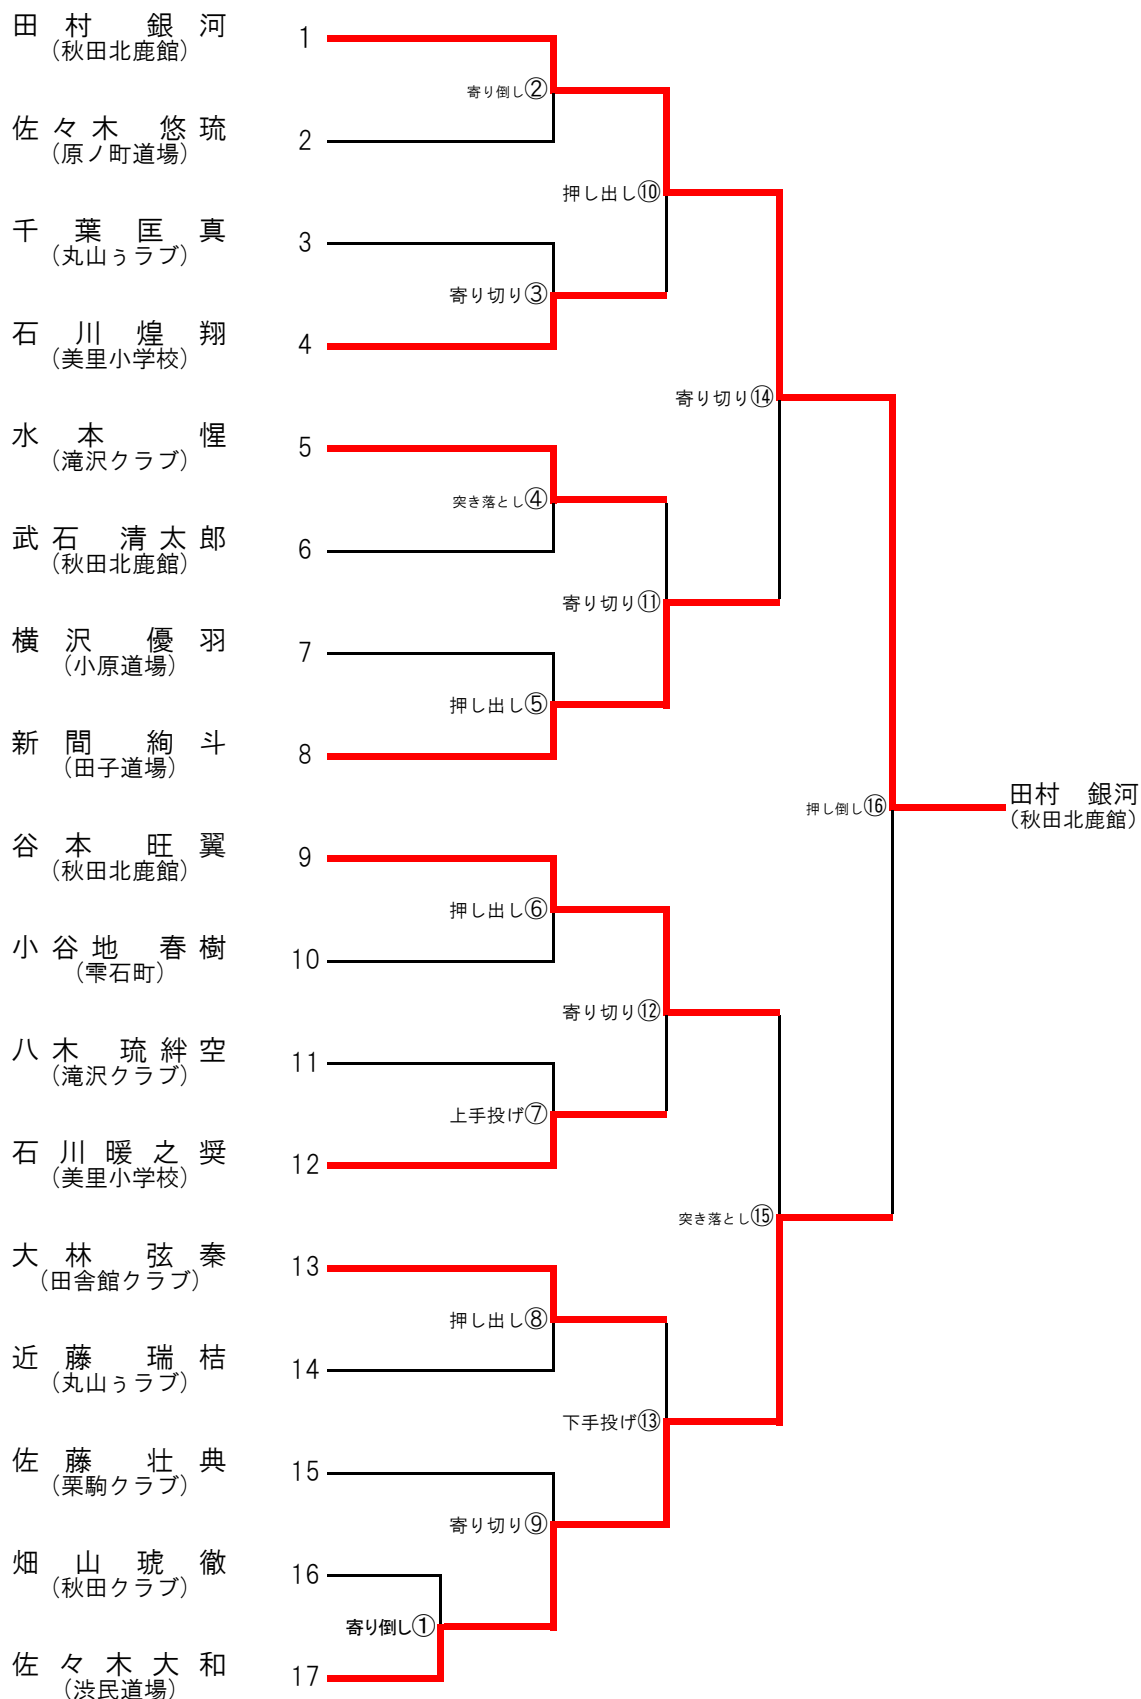 田村 銀河 1
(秋田北鹿館)
寄り倒し②
佐々木 悠琉 2
(原ノ町道場)
押し出し⑩
千葉匡真 3
(丸山ぅラブ)
寄り切り③
石川煌翔 4
(美里小学校)
寄り切り⑭
水本 惺 5
(滝沢クラブ)
突き落とし④
武石 清太郎 6
(秋田北鹿館)
寄り切り⑪
横沢 優羽 7
(小原道場)
押し出し⑤
新間 絢斗 8
(田子道場)
押し倒し⑯
田村 銀河
(秋田北鹿館)
谷本旺翼 9
(秋田北鹿館)
押し出し⑥
小谷地 春樹 10
(雫石町)
寄り切り⑫
八木 琉絆空 11
(滝沢クラブ)
上手投げ⑦
石川暖之奨 12
(美里小学校)
突き落とし⑮
大林 弦秦 13
(田舎館クラブ)
押し出し⑧
近藤 瑞桔 14
(丸山ぅラブ)
下手投げ⑬
佐藤 壮典 15
(栗駒クラブ)
寄り切り⑨
畑山琥徹 16
(秋田クラブ)
寄り倒し①
佐々木大和 17
(渋民道場)